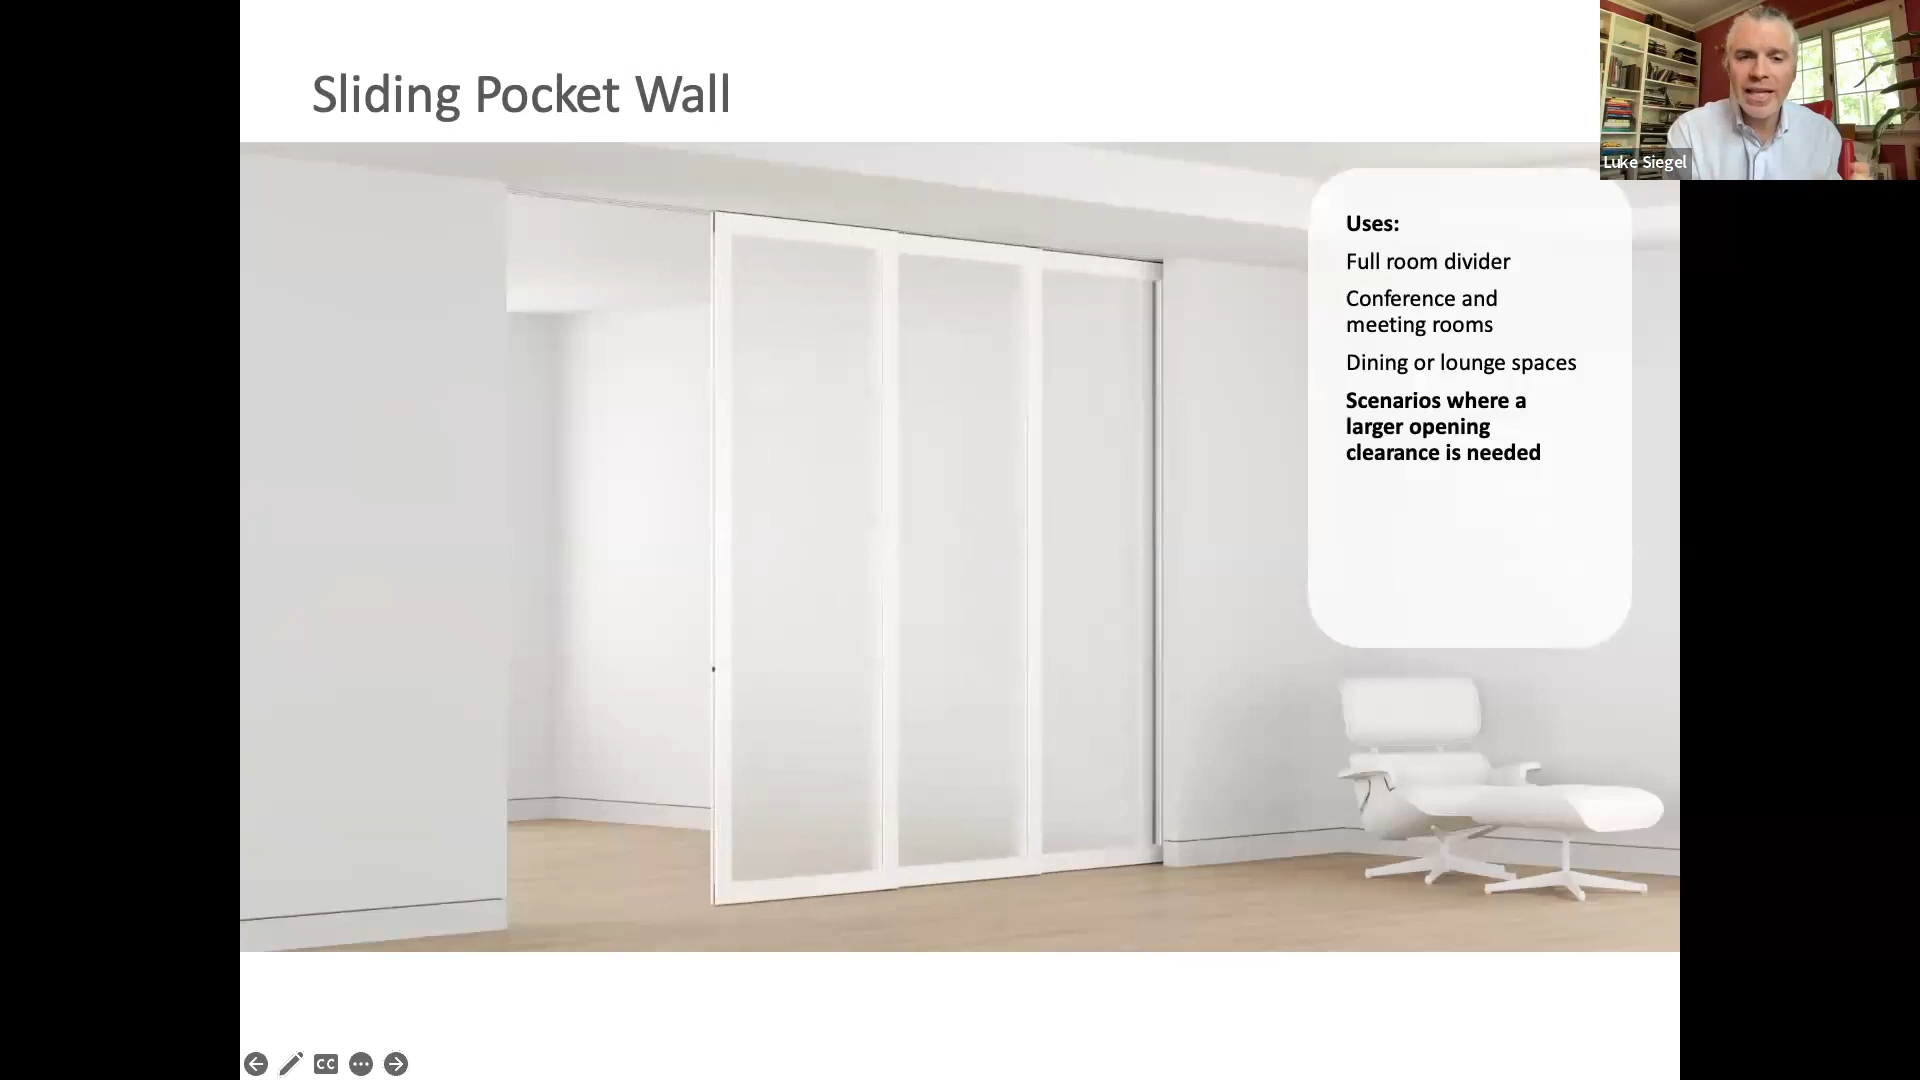 Sliding Pocket Wall
Luke Siegel
Uses:
Full room divider
Conference and
meeting rooms
Dining or lounge spaces
Scenarios where a
larger opening
clearance is needed
CC